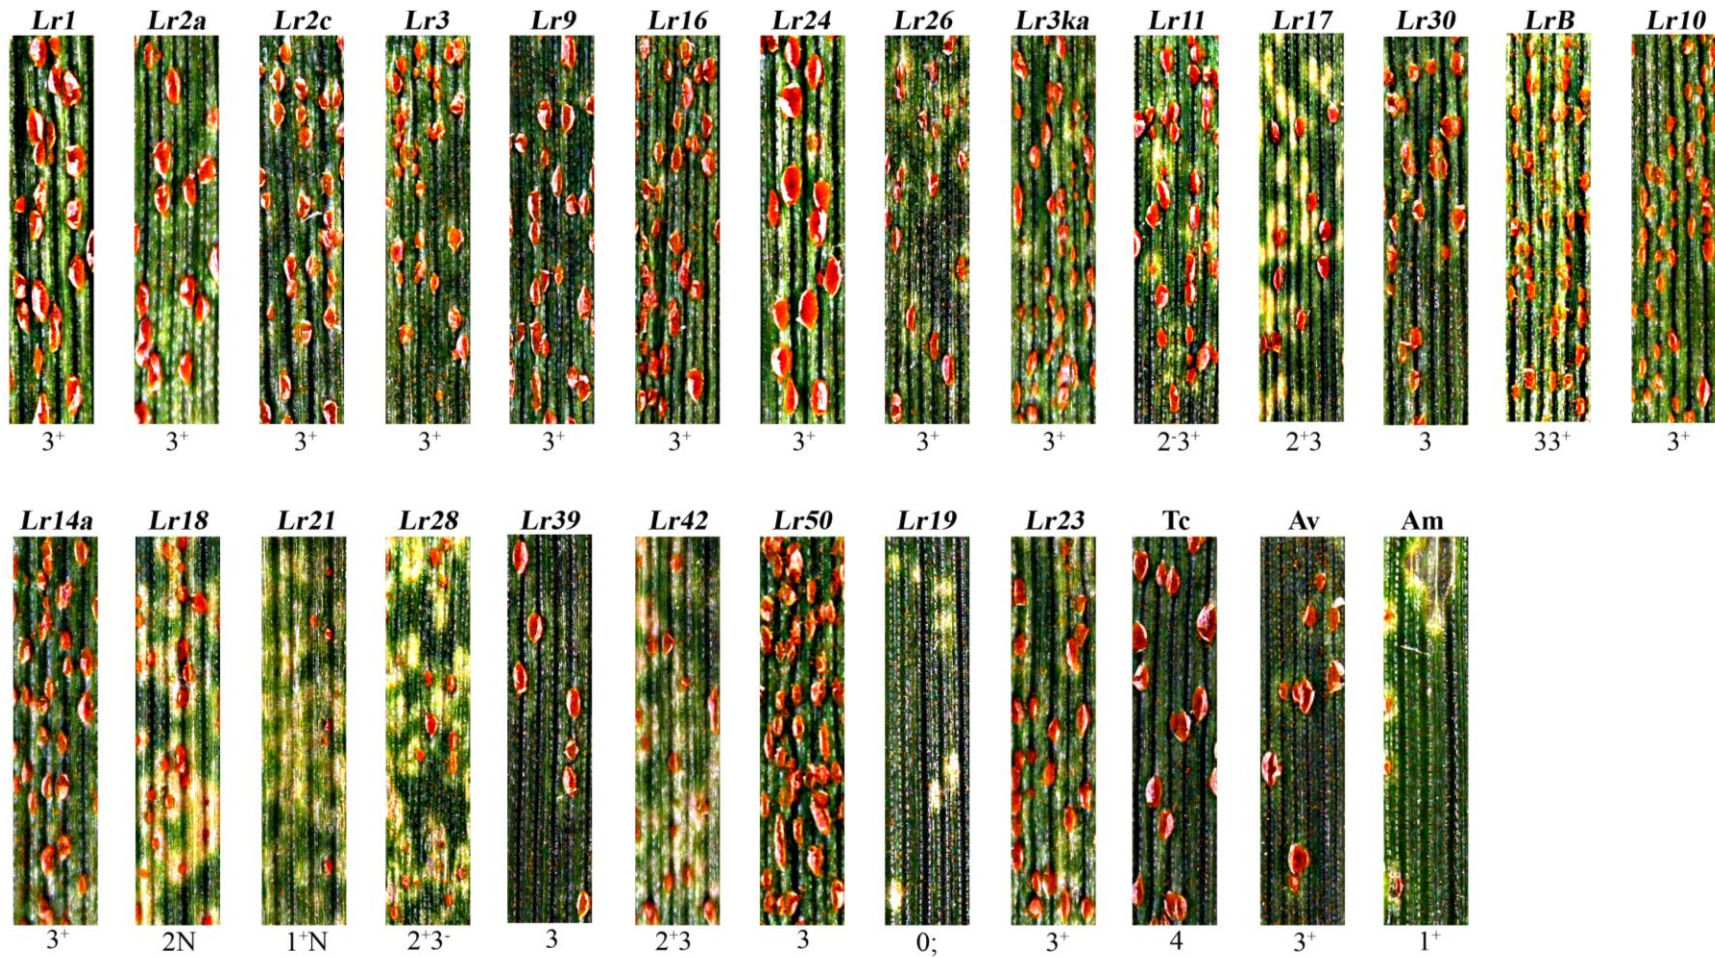 Lr1 Lr2a Lr2c Lr3 Lr9 Lr16 Lr24 Lr26 Lr3ka Lr11 Lr17 Lr30 LrB Lr10
3⁺ 3⁺ 3⁺ 3⁺ 3⁺ 3⁺ 3⁺ 3⁺ 3⁺ 2⁻3⁺ 2⁺3 3 33⁺ 3⁺
Lr14a Lr18 Lr21 Lr28 Lr39 Lr42 Lr50 Lr19 Lr23 Tc Av Am
3⁺ 2N 1⁺N 2⁺3⁻ 3 2⁺3 3 0; 3⁺ 4 3⁺ 1⁺